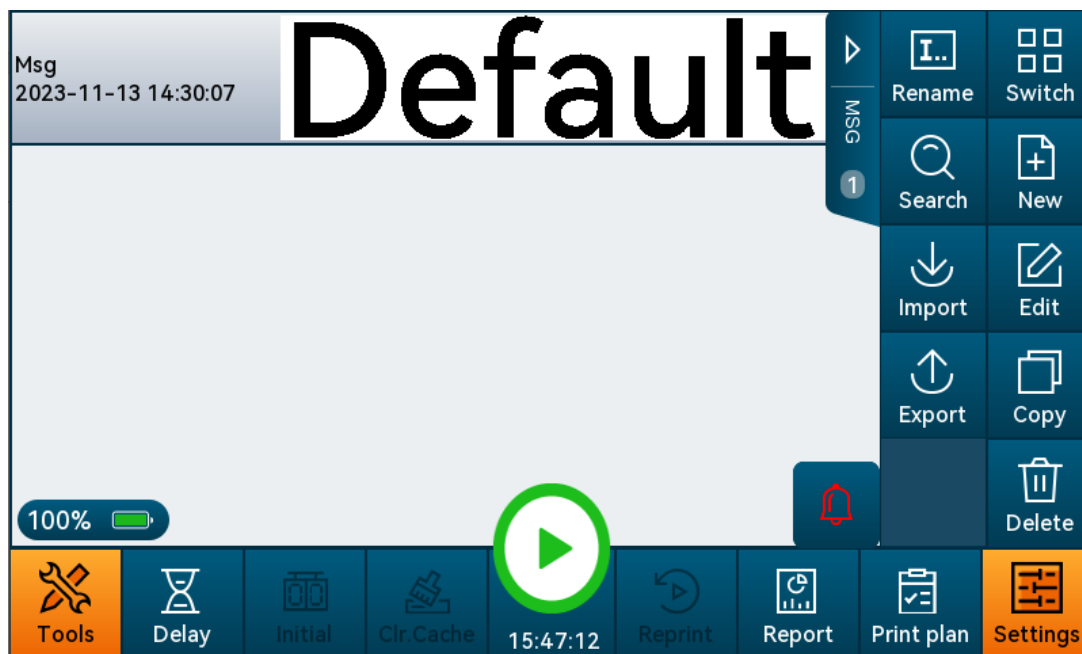 Msg
2023-11-13 14:30:07
Default
MSG
1
I..
Rename
Switch
Search
New
Import
Edit
Export
Copy
Delete
100%
Tools
Delay
00
Initial
Clr.Cache
15:47:12
Reprint
Report
Print plan
Settings